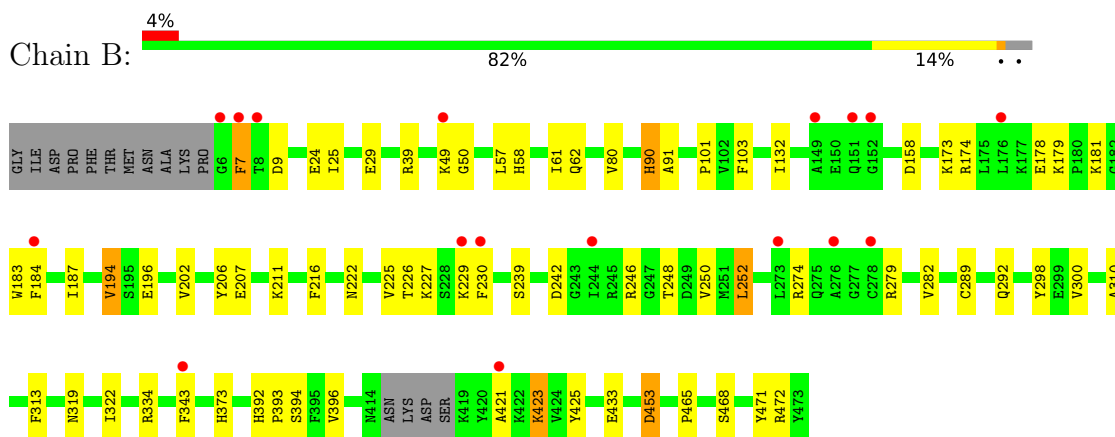 4%
Chain B:
82% 14% • •
GLY ILE ASP PRO PHE THR MET ASN ALA LYS PRO G6 F7 T8 D9 E24 I25 E29 R39 K49 G50 L57 H58 I61 Q62 V80 H90 A91 P101 V102 F103 I132 A149 E150 Q151 G152 D158 K173 R174 L175 L176 K177 E178 K179 P180 K181 G182
W183 F184 I187 V194 S195 E196 V202 Y206 E207 K211 F216 N222 V225 T226 K227 S228 K229 F230 S239 D242 G243 I244 R245 R246 G247 T248 D249 V250 M251 L252 L273 R274 Q275 A276 G277 C278 R279 V282 C289 Q292 Y298 E299 V300 A310
F313 N319 I322 R334 F343 H373 H392 P393 S394 F395 V396 N414 ASN LYS ASP SER K419 Y420 A421 K422 K423 V424 Y425 E433 D453 P465 S468 Y471 R472 Y473